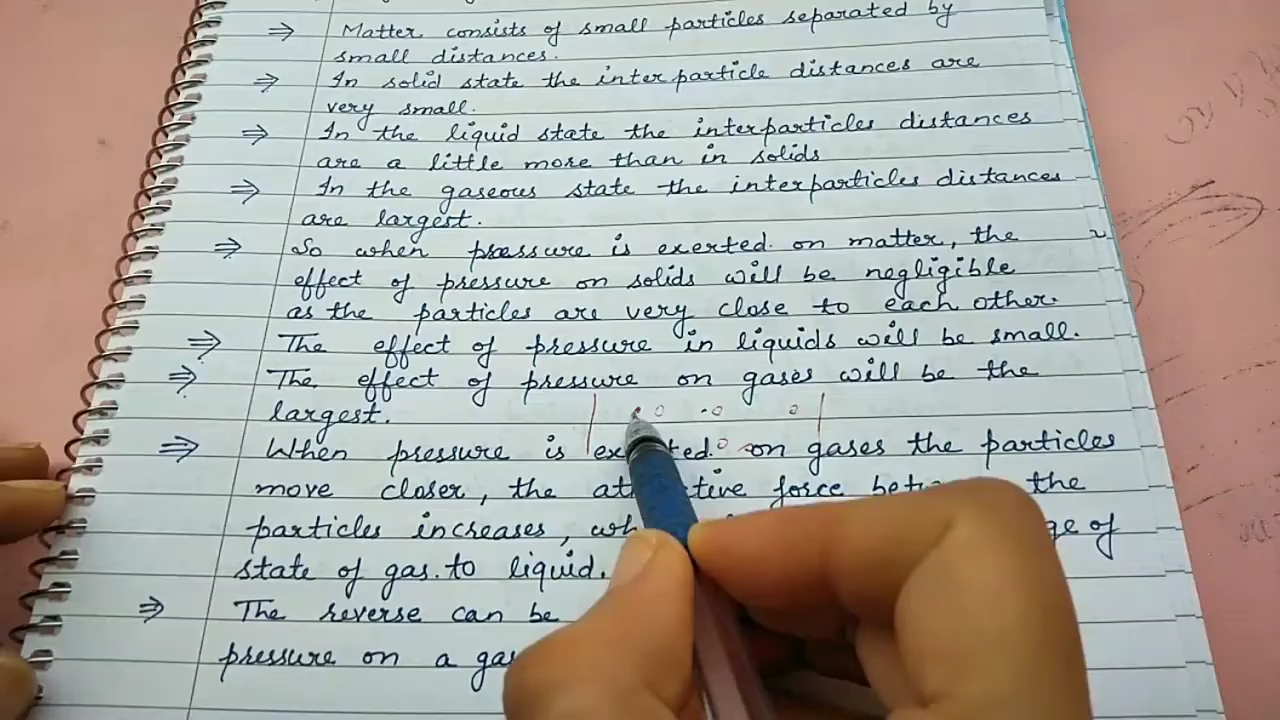 ⇒ Matter consists of small particles separated by
small distances.
⇒ In solid state the interparticle distances are
very small.
⇒ In the liquid state the interparticles distances
are a little more than in solids
⇒ In the gaseous state the interparticles distances
are largest.
⇒ So when pressure is exerted on matter, the
effect of pressure on solids will be negligible
as the particles are very close to each other.
⇒ The effect of pressure in liquids will be small.
⇒ The effect of pressure on gases will be the
largest.
⇒ When pressure is on gases the particles
move closer, the force the
particles increases,
state of gas to liquid.
⇒ The reverse can be
pressure on a